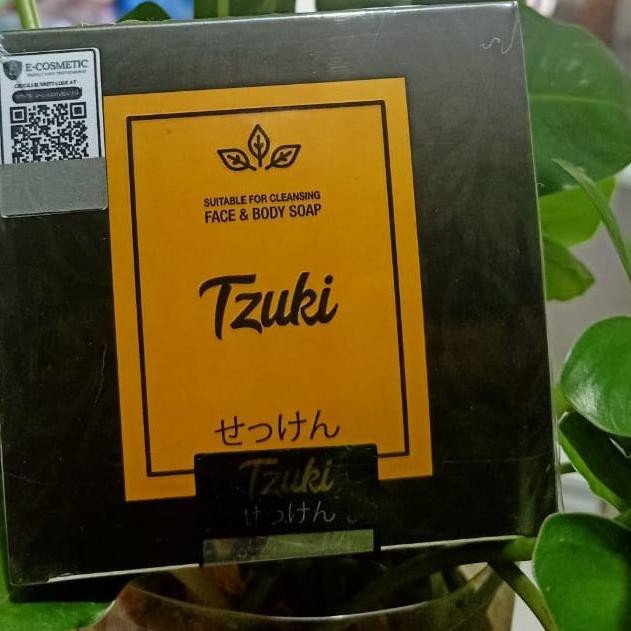 E-COSMETIC
SUITABLE FOR CLEANSING
FACE & BODY SOAP
Tzuki
せっけん
Tzuki
せっけん